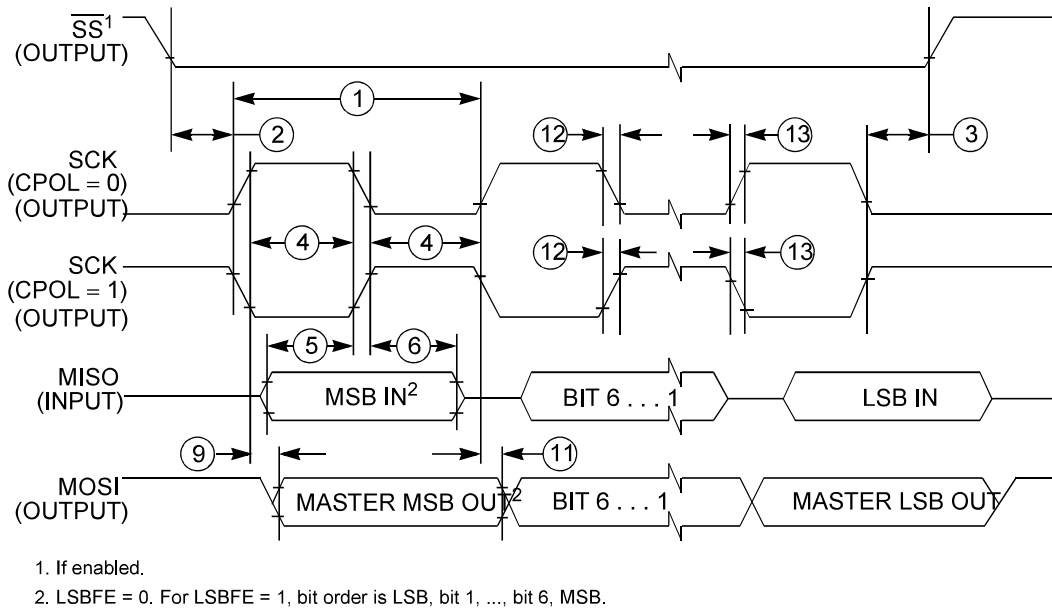 SS¹
(OUTPUT)
1
2
12
13
3
SCK
(CPOL = 0)
(OUTPUT)
4
4
SCK
(CPOL = 1)
(OUTPUT)
12
13
5
6
MISO
(INPUT)
MSB IN²
BIT 6 . . . 1
LSB IN
9
11
MOSI
(OUTPUT)
MASTER MSB OUT²
BIT 6 . . . 1
MASTER LSB OUT
1. If enabled.
2. LSBFE = 0. For LSBFE = 1, bit order is LSB, bit 1, ..., bit 6, MSB.